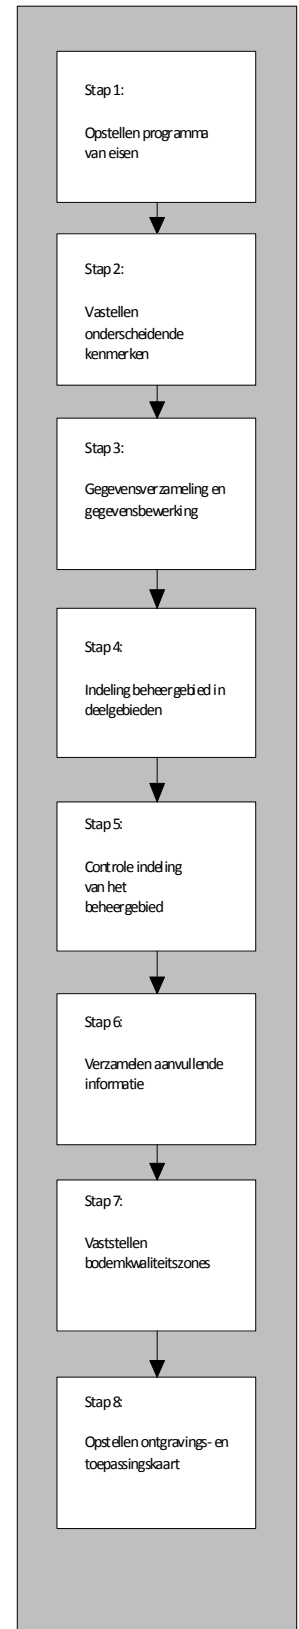 Stap 1:
Opstellen programma
van eisen
Stap 2:
Vastellen
onderscheidende
kenmerken
Stap 3:
Gegevensverzameling en
gegevensbewerking
Stap 4:
Indeling beheergebied in
deelgebieden
Stap 5:
Controle indeling
van het
beheergebied
Stap 6:
Verzamelen aanvullende
informatie
Stap 7:
Vaststellen
bodemkwaliteitszones
Stap 8:
Opstellen ontgravings- en
toepassingskaart